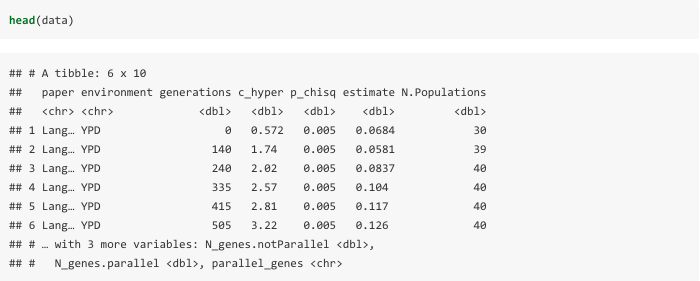 head(data)
## # A tibble: 6 x 10
##   paper environment generations c_hyper p_chisq estimate N.Populations
##   <chr> <chr>             <dbl>   <dbl>   <dbl>    <dbl>         <dbl>
## 1 Lang… YPD                   0   0.572   0.005   0.0684            30
## 2 Lang… YPD                 140   1.74    0.005   0.0581            39
## 3 Lang… YPD                 240   2.02    0.005   0.0837            40
## 4 Lang… YPD                 335   2.57    0.005   0.104             40
## 5 Lang… YPD                 415   2.81    0.005   0.117             40
## 6 Lang… YPD                 505   3.22    0.005   0.126             40
## # … with 3 more variables: N_genes.notParallel <dbl>,
## #   N_genes.parallel <dbl>, parallel_genes <chr>